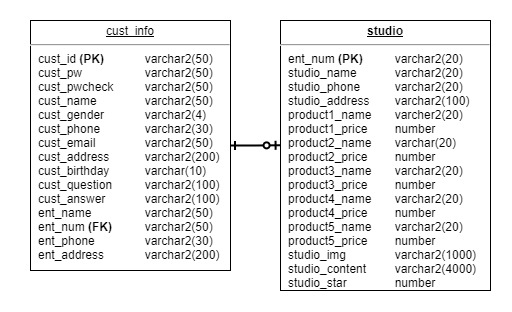 cust_info
cust_id (PK) varchar2(50)
cust_pw varchar2(50)
cust_pwcheck varchar2(50)
cust_name varchar2(50)
cust_gender varchar2(4)
cust_phone varchar2(30)
cust_email varchar2(50)
cust_address varchar2(200)
cust_birthday varchar(10)
cust_question varchar2(100)
cust_answer varchar2(100)
ent_name varchar2(50)
ent_num (FK) varchar2(50)
ent_phone varchar2(30)
ent_address varchar2(200)
studio
ent_num (PK) varchar2(20)
studio_name varchar2(20)
studio_phone varchar2(20)
studio_address varchar2(100)
product1_name varcher2(20)
product1_price number
product2_name varchar(20)
product2_price number
product3_name varchar2(20)
product3_price number
product4_name varchar2(20)
product4_price number
product5_name varchar2(20)
product5_price number
studio_img varchar2(1000)
studio_content varchar2(4000)
studio_star number